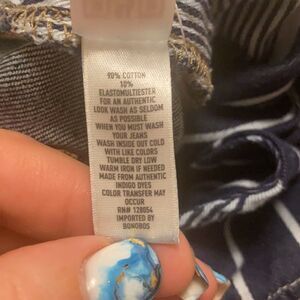 90% COTTON
10%
ELASTOMULTIESTER
FOR AN AUTHENTIC
LOOK WASH AS SELDOM
AS POSSIBLE
WHEN YOU MUST WASH
YOUR JEANS
WASH INSIDE OUT COLD
WITH LIKE COLORS
TUMBLE DRY LOW
WARM IRON IF NEEDED
MADE FROM AUTHENTIC
INDIGO DYES
COLOR TRANSFER MAY
OCCUR
RN# 128054
IMPORTED BY
BONOBOS